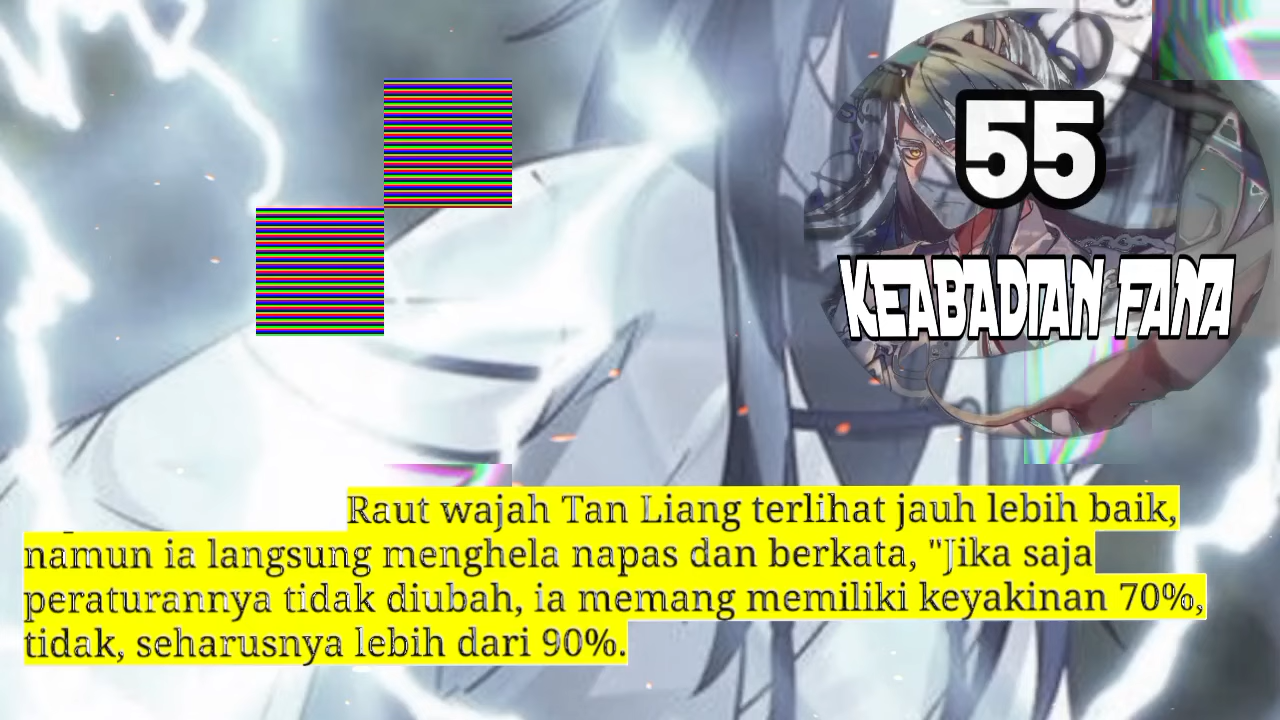 55
KEABADIAN FANA
Raut wajah Tan Liang terlihat jauh lebih baik,
namun ia langsung menghela napas dan berkata, "Jika saja
peraturannya tidak diubah, ia memang memiliki keyakinan 70%,
tidak, seharusnya lebih dari 90%.